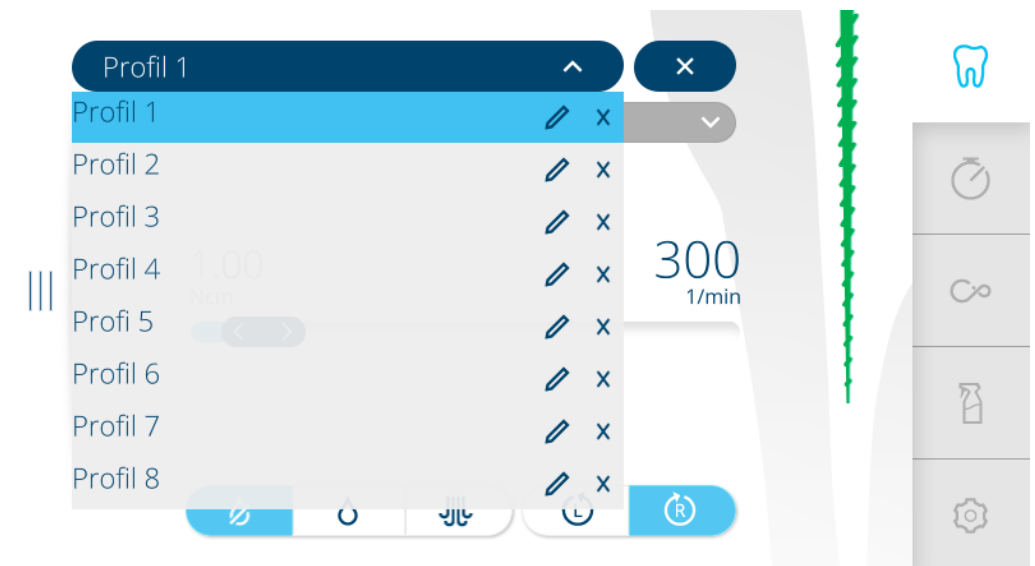 Profil 1
Profil 1
Profil 2
Profil 3
Profil 4
1.00
Ncm
300
1/min
Profi 5
Profil 6
Profil 7
Profil 8
L
R